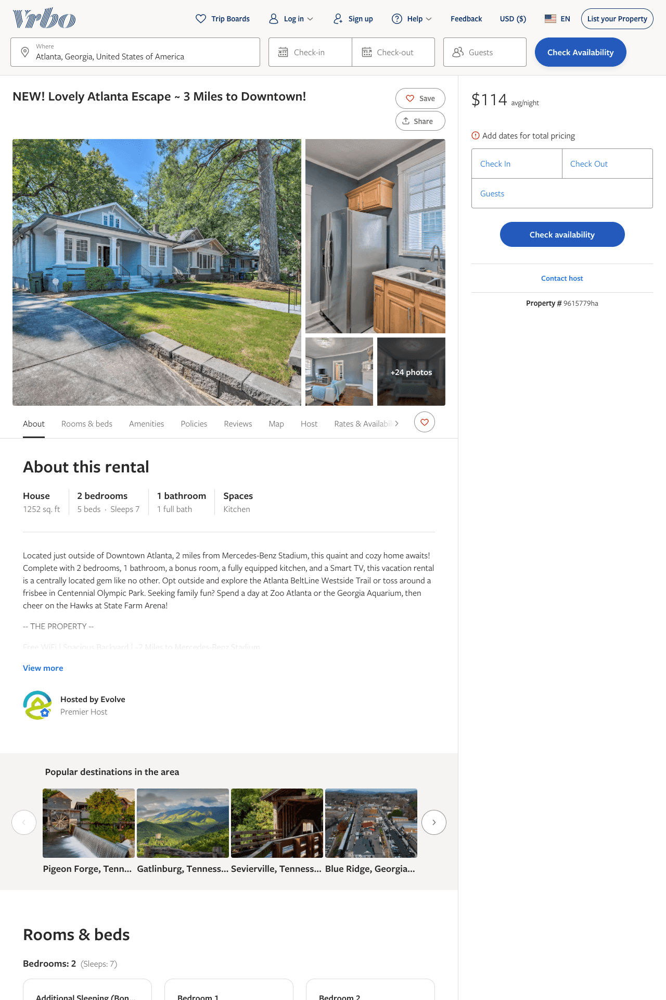 Vrbo
Trip Boards
Log in
Sign up
Help
Feedback
USD ($)
EN
List your Property
Where
Atlanta, Georgia, United States of America
Check-in
Check-out
Guests
Check Availability
NEW! Lovely Atlanta Escape ~ 3 Miles to Downtown!
Save
Share
+24 photos
$114 avg/night
Add dates for total pricing
Check In
Check Out
Guests
Check availability
Contact host
Property # 9615779ha
About
Rooms & beds
Amenities
Policies
Reviews
Map
Host
Rates & Availabili
About this rental
House
1252 sq. ft
2 bedrooms
5 beds · Sleeps 7
1 bathroom
1 full bath
Spaces
Kitchen
Located just outside of Downtown Atlanta, 2 miles from Mercedes-Benz Stadium, this quaint and cozy home awaits!
Complete with 2 bedrooms, 1 bathroom, a bonus room, a fully equipped kitchen, and a Smart TV, this vacation rental
is a centrally located gem like no other. Opt outside and explore the Atlanta BeltLine Westside Trail or toss around a
frisbee in Centennial Olympic Park. Seeking family fun? Spend a day at Zoo Atlanta or the Georgia Aquarium, then
cheer on the Hawks at State Farm Arena!
-- THE PROPERTY --
Free WiFi | Spacious Backyard | ~2 Miles to Mercedes-Benz Stadium
View more
Hosted by Evolve
Premier Host
Popular destinations in the area
Pigeon Forge, Tenn...
Gatlinburg, Tenness...
Sevierville, Tenness...
Blue Ridge, Georgia...
Rooms & beds
Bedrooms: 2 (Sleeps: 7)
Additional Sleeping (Bon...
Bedroom 1
Bedroom 2